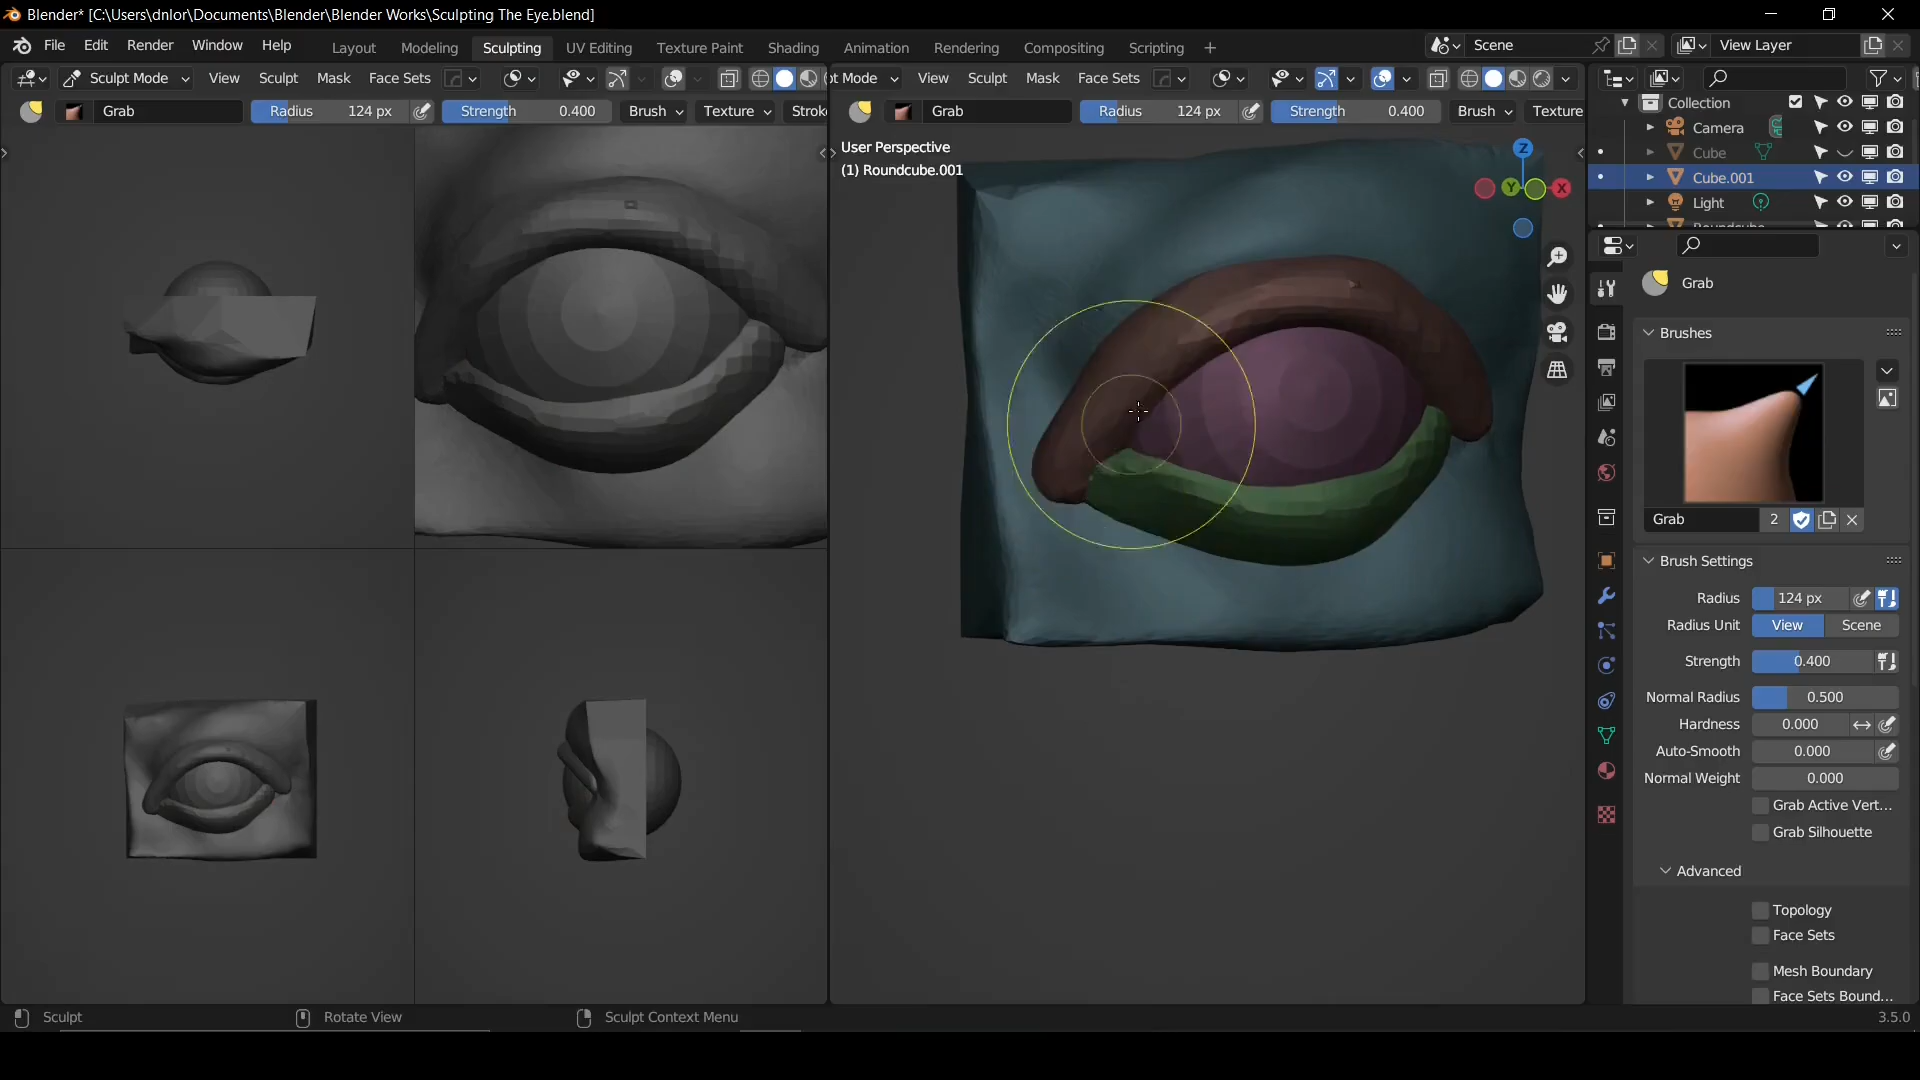 Blender* [C:\Users\dnlor\Documents\Blender\Blender Works\Sculpting The Eye.blend]
File Edit Render Window Help Layout Modeling Sculpting UV Editing Texture Paint Shading Animation Rendering Compositing Scripting + Scene View Layer
Sculpt Mode View Sculpt Mask Face Sets
t Mode View Sculpt Mask Face Sets
Grab Radius 124 px Strength 0.400 Brush Texture Strok
Grab Radius 124 px Strength 0.400 Brush Texture
User Perspective
(1) Roundcube.001
Z
Y
X
Collection
Camera
Cube
Cube.001
Light
Grab
Brushes
Grab 2
Brush Settings
Radius 124 px
Radius Unit View Scene
Strength 0.400
Normal Radius 0.500
Hardness 0.000
Auto-Smooth 0.000
Normal Weight 0.000
Grab Active Vert...
Grab Silhouette
Advanced
Topology
Face Sets
Mesh Boundary
Face Sets Bound...
Sculpt Rotate View Sculpt Context Menu 3.5.0